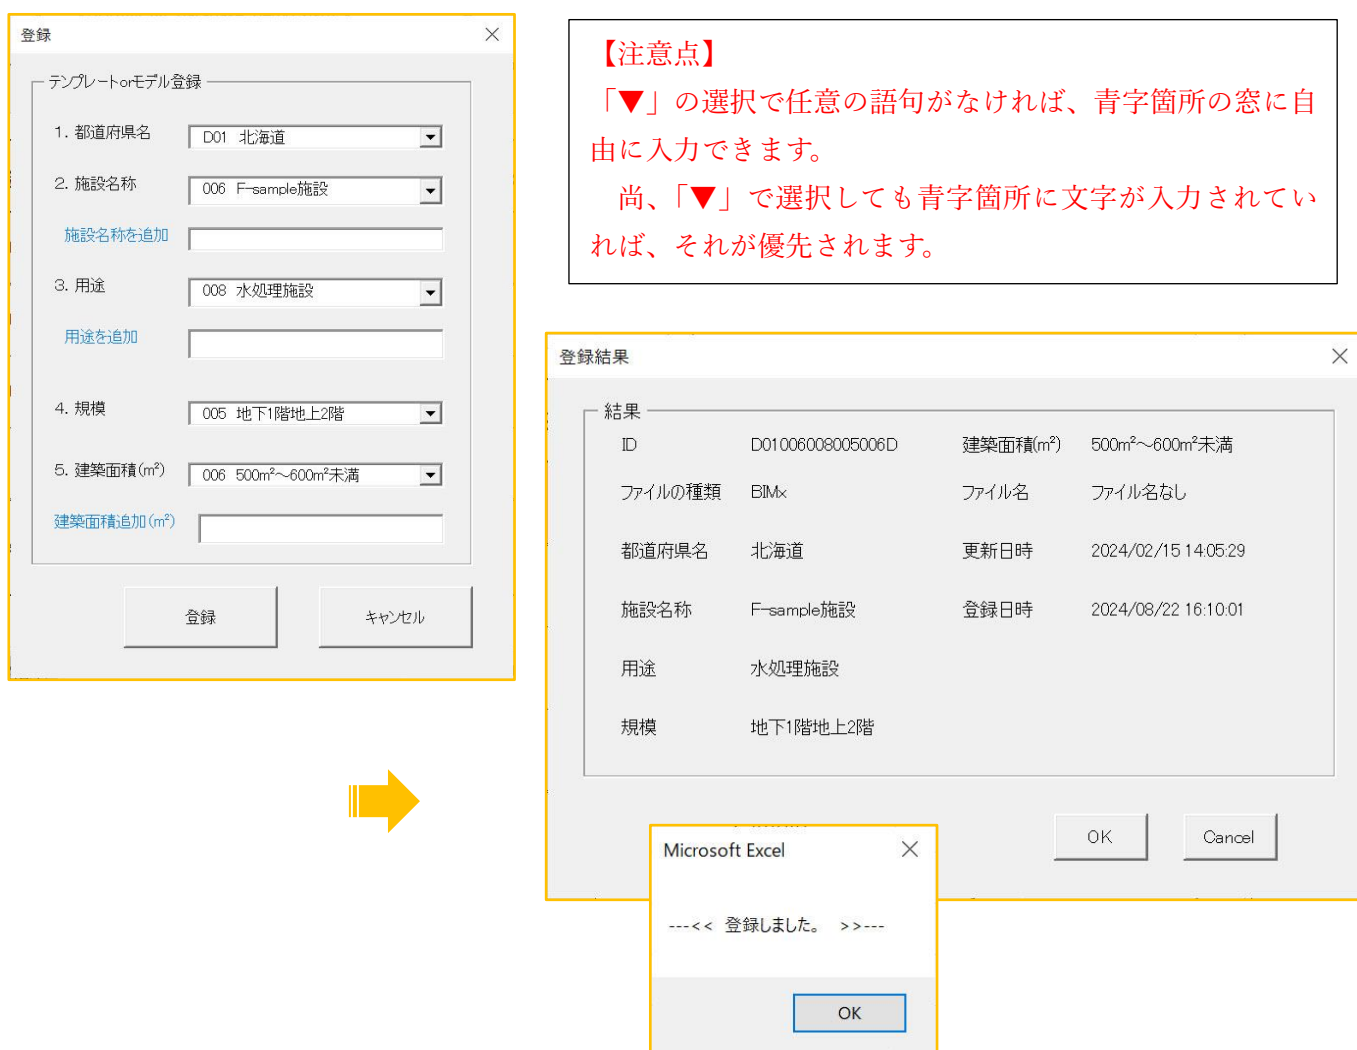 登録
テンプレートorモデル登録
1. 都道府県名 D01 北海道
2. 施設名称 006 F-sample施設
施設名称を追加
3. 用途 008 水処理施設
用途を追加
4. 規模 005 地下1階地上2階
5. 建築面積(m²) 006 500m²～600m²未満
建築面積追加(m²)
登録 キャンセル
【注意点】
「▼」の選択で任意の語句がなければ、青字箇所の窓に自
由に入力できます。
尚、「▼」で選択しても青字箇所に文字が入力されてい
れば、それが優先されます。
登録結果
結果
ID D01006008005006D 建築面積(m²) 500m²～600m²未満
ファイルの種類 BIMx ファイル名 ファイル名なし
都道府県名 北海道 更新日時 2024/02/15 14:05:29
施設名称 F-sample施設 登録日時 2024/08/22 16:10:01
用途 水処理施設
規模 地下1階地上2階
OK Cancel
Microsoft Excel
---<< 登録しました。 >>---
OK